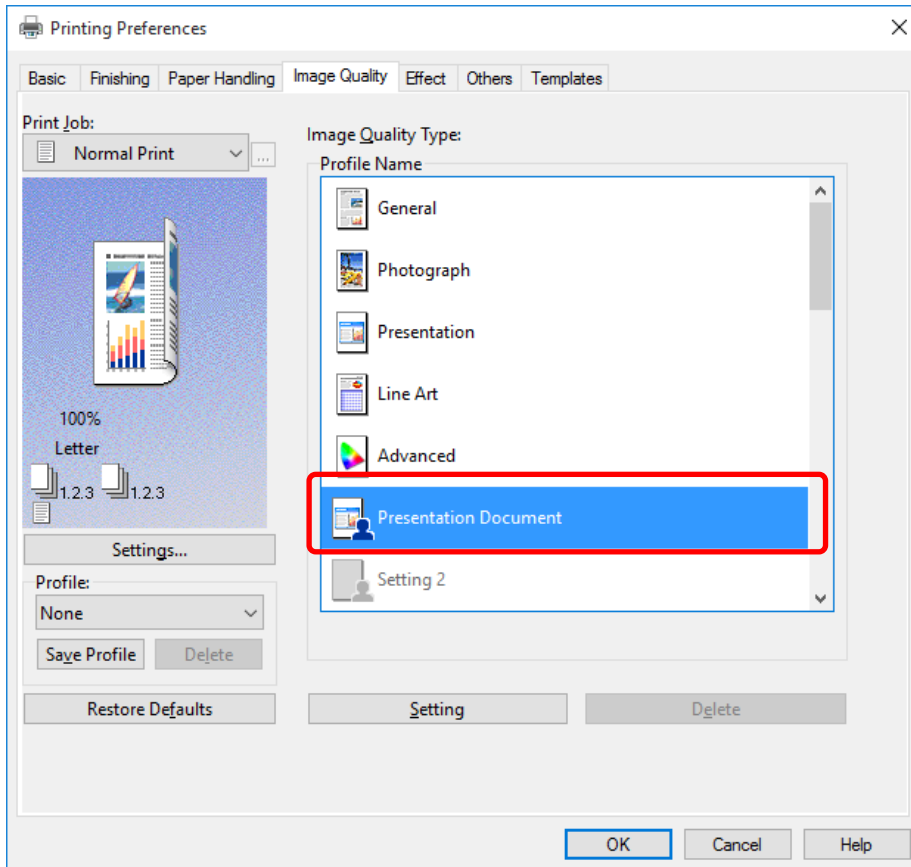 Printing Preferences
Basic Finishing Paper Handling Image Quality Effect Others Templates
Print Job:
Normal Print ...
100%
Letter
1.2.3 1.2.3
Settings...
Profile:
None
Save Profile Delete
Restore Defaults
Image Quality Type:
Profile Name
General
Photograph
Presentation
Line Art
Advanced
Presentation Document
Setting 2
Setting Delete
OK Cancel Help